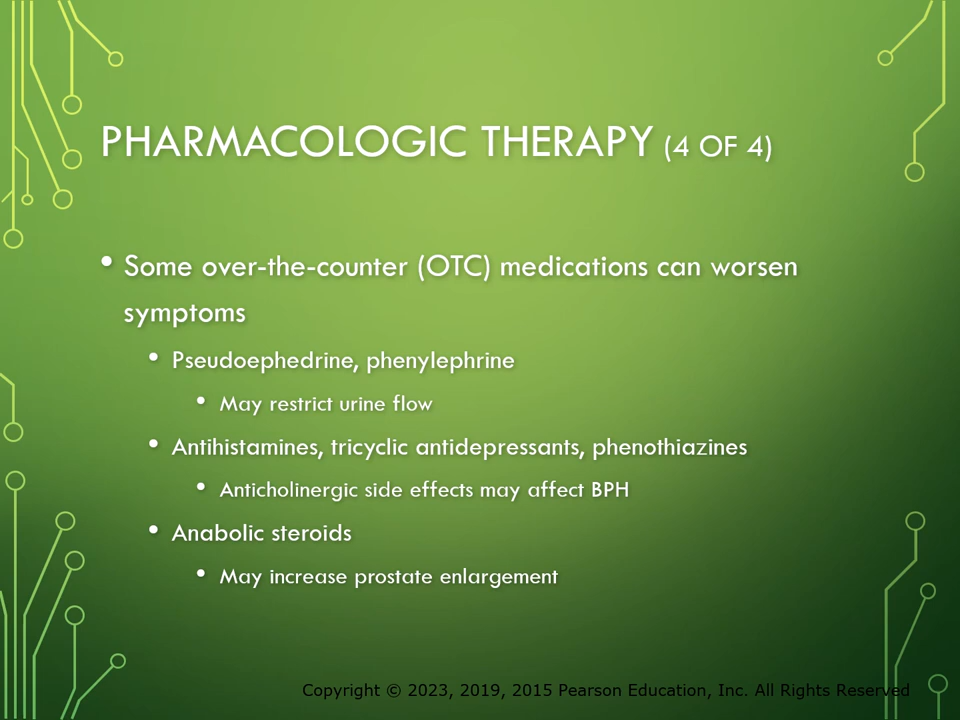 PHARMACOLOGIC THERAPY (4 OF 4)
• Some over-the-counter (OTC) medications can worsen
symptoms
• Pseudoephedrine, phenylephrine
• May restrict urine flow
• Antihistamines, tricyclic antidepressants, phenothiazines
• Anticholinergic side effects may affect BPH
• Anabolic steroids
• May increase prostate enlargement
Copyright © 2023, 2019, 2015 Pearson Education, Inc. All Rights Reserved